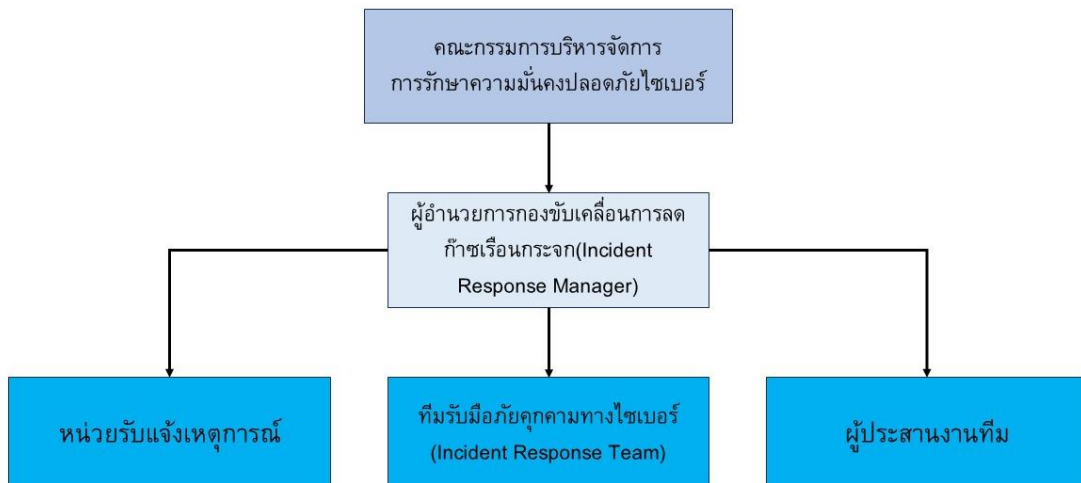 คณะกรรมการบริหารจัดการ
การรักษาความมั่นคงปลอดภัยไซเบอร์
ผู้อำนวยการกองขับเคลื่อนการลด
ก๊าซเรือนกระจก(Incident
Response Manager)
หน่วยรับแจ้งเหตุการณ์
ทีมรับมือภัยคุกคามทางไซเบอร์
(Incident Response Team)
ผู้ประสานงานทีม